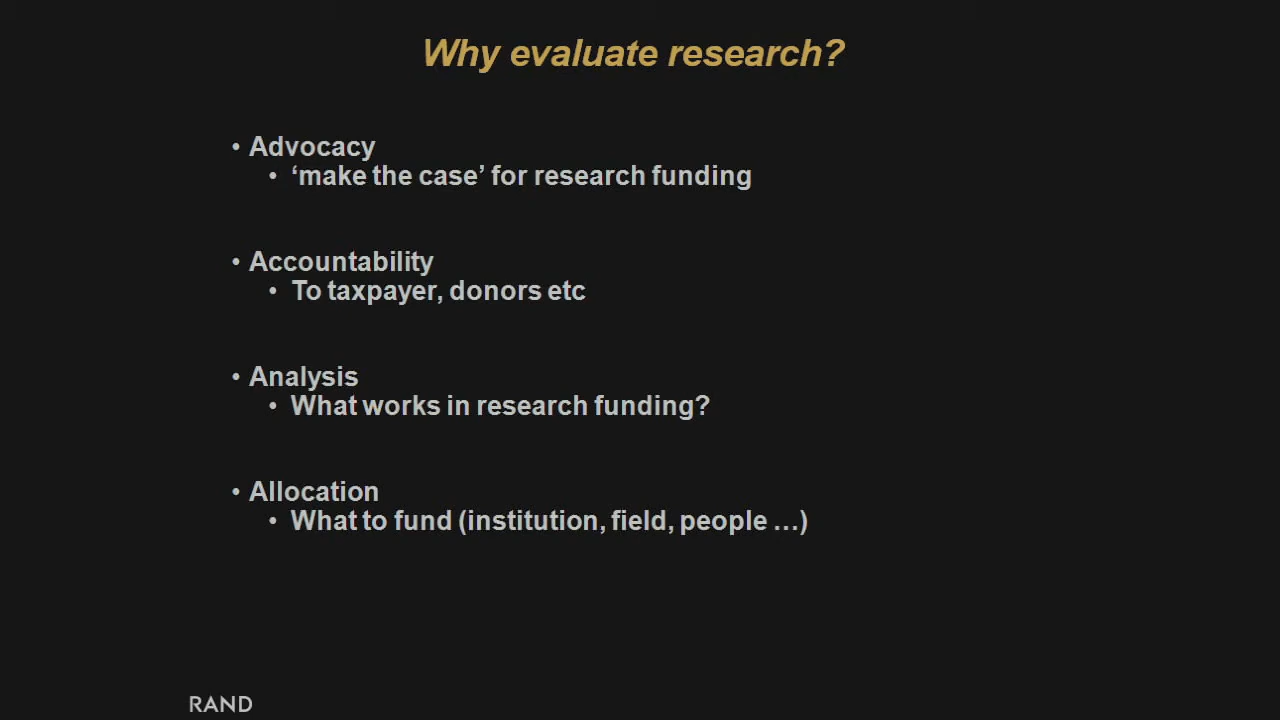 Why evaluate research?
• Advocacy
• ‘make the case’ for research funding
• Accountability
• To taxpayer, donors etc
• Analysis
• What works in research funding?
• Allocation
• What to fund (institution, field, people …)
RAND